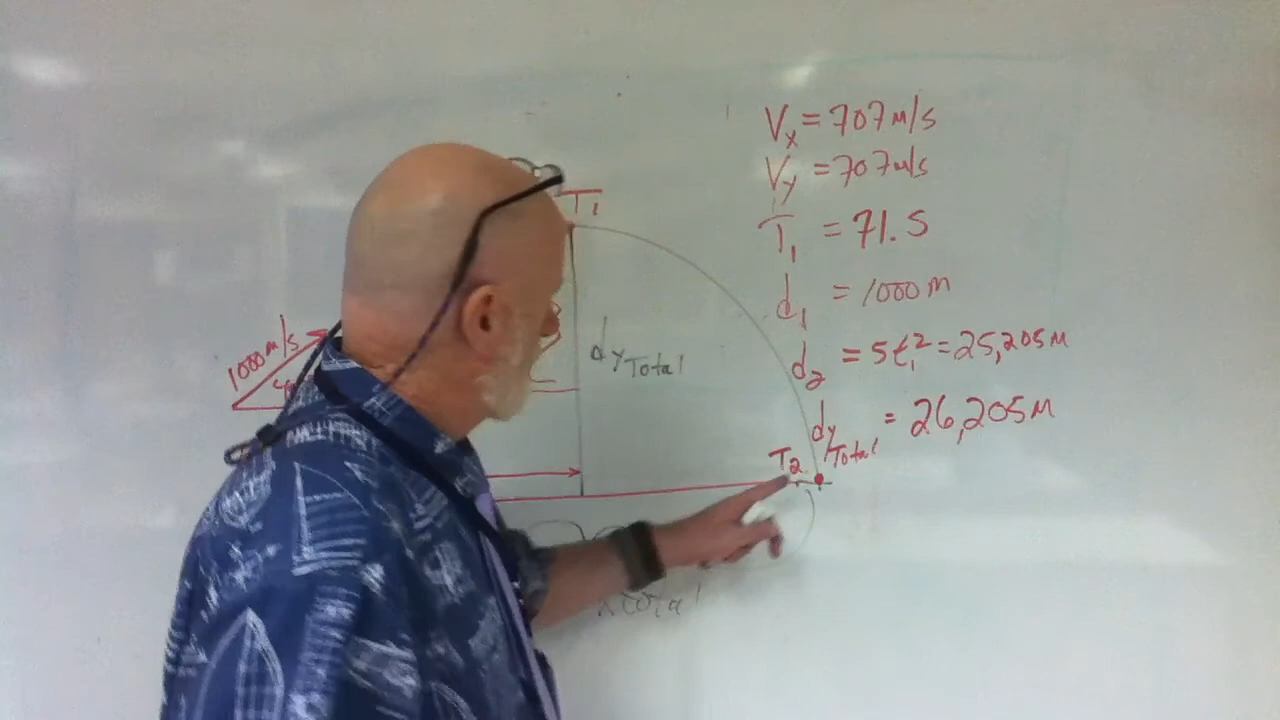 Vx = 707 m/s
Vy = 707 m/s
T1
T1 = 71. S
d1 = 1000 m
1000 m/s
dyTotal
d2 = 5t1² = 25,205 M
dyTotal = 26,205 M
T2